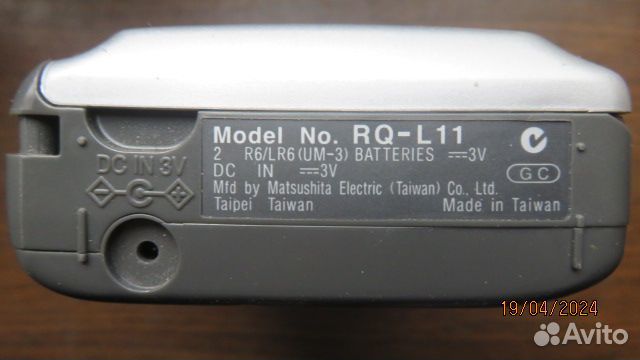 Model No. RQ-L11
2 R6/LR6 (UM-3) BATTERIES ⎓3V
DC IN ⎓3V
GC
Mfd by Matsushita Electric (Taiwan) Co., Ltd.
Taipei Taiwan Made in Taiwan
DC IN 3V
19/04/2024
Avito